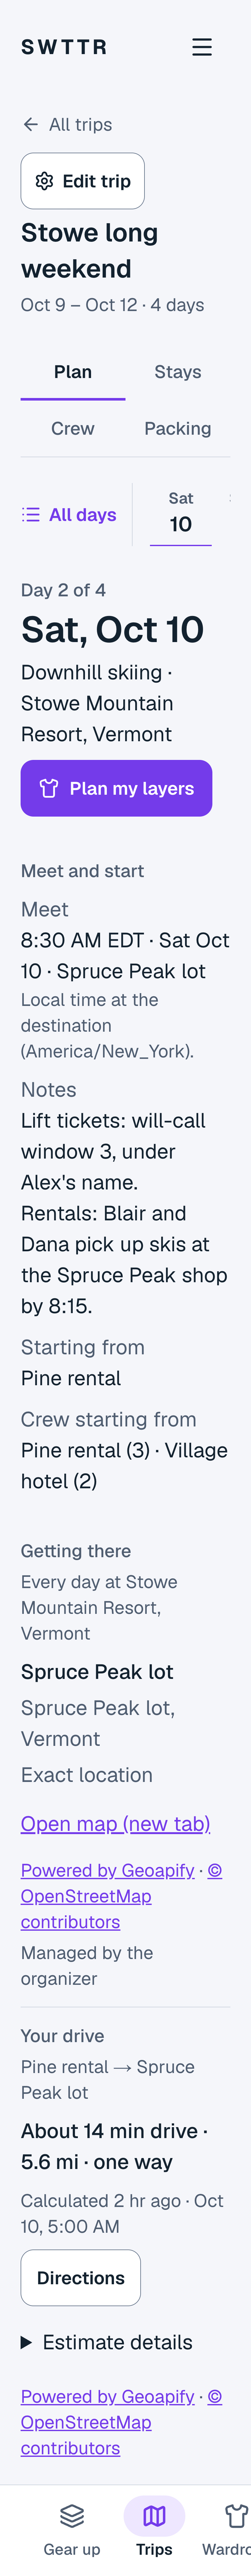 SWTTR
← All trips
Edit trip
Stowe long
weekend
Oct 9 – Oct 12 · 4 days
Plan
Stays
Crew
Packing
All days
Sat
10
Day 2 of 4
Sat, Oct 10
Downhill skiing ·
Stowe Mountain
Resort, Vermont
Plan my layers
Meet and start
Meet
8:30 AM EDT · Sat Oct
10 · Spruce Peak lot
Local time at the
destination
(America/New_York).
Notes
Lift tickets: will-call
window 3, under
Alex's name.
Rentals: Blair and
Dana pick up skis at
the Spruce Peak shop
by 8:15.
Starting from
Pine rental
Crew starting from
Pine rental (3) · Village
hotel (2)
Getting there
Every day at Stowe
Mountain Resort,
Vermont
Spruce Peak lot
Spruce Peak lot,
Vermont
Exact location
Open map (new tab)
Powered by Geoapify · ©
OpenStreetMap
contributors
Managed by the
organizer
Your drive
Pine rental → Spruce
Peak lot
About 14 min drive ·
5.6 mi · one way
Calculated 2 hr ago · Oct
10, 5:00 AM
Directions
▶ Estimate details
Powered by Geoapify · ©
OpenStreetMap
contributors
Gear up
Trips